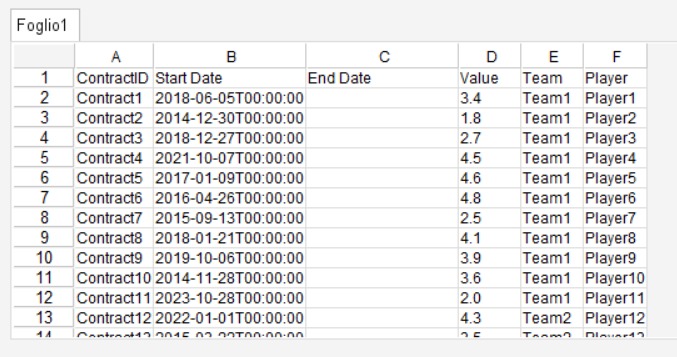 Foglio1
A B C D E F
1 ContractID Start Date End Date Value Team Player
2 Contract1 2018-06-05T00:00:00 3.4 Team1 Player1
3 Contract2 2014-12-30T00:00:00 1.8 Team1 Player2
4 Contract3 2018-12-27T00:00:00 2.7 Team1 Player3
5 Contract4 2021-10-07T00:00:00 4.5 Team1 Player4
6 Contract5 2017-01-09T00:00:00 4.6 Team1 Player5
7 Contract6 2016-04-26T00:00:00 4.8 Team1 Player6
8 Contract7 2015-09-13T00:00:00 2.5 Team1 Player7
9 Contract8 2018-01-21T00:00:00 4.1 Team1 Player8
10 Contract9 2019-10-06T00:00:00 3.9 Team1 Player9
11 Contract10 2014-11-28T00:00:00 3.6 Team1 Player10
12 Contract11 2023-10-28T00:00:00 2.0 Team1 Player11
13 Contract12 2022-01-01T00:00:00 4.3 Team2 Player12